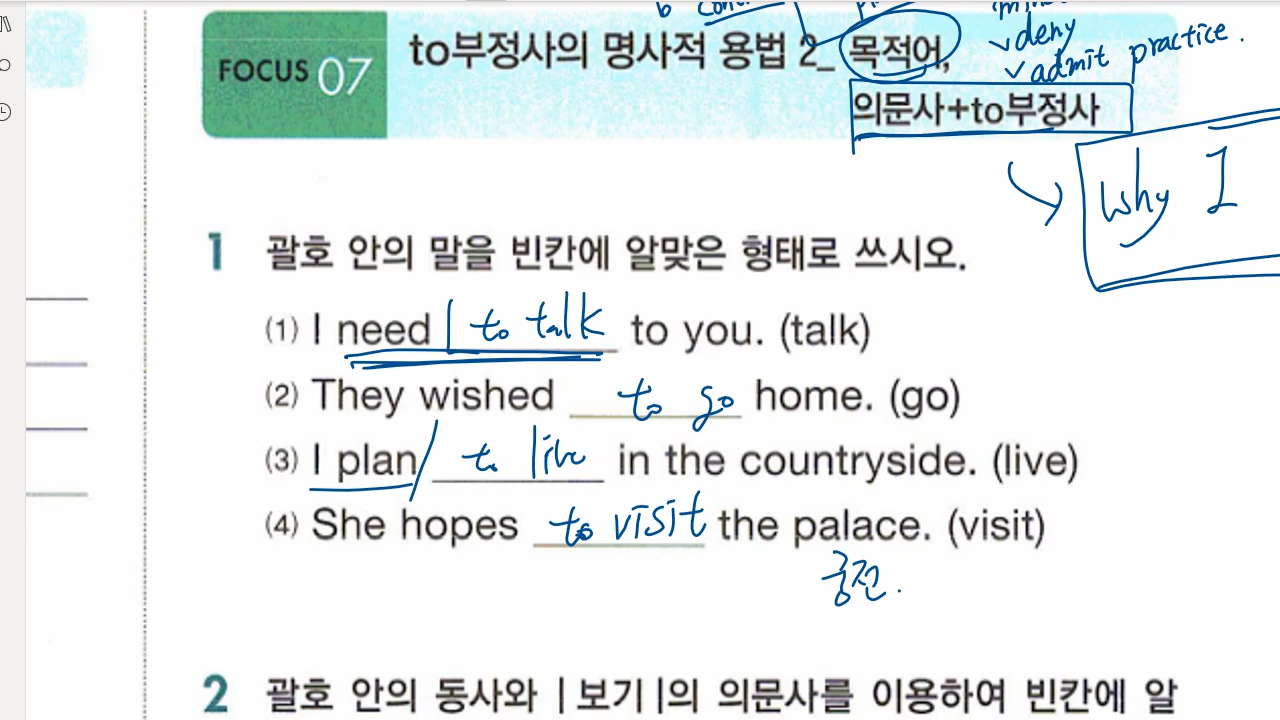 deny
admit practice.
FOCUS 07 to부정사의 명사적 용법 2_ 목적어,
의문사+to부정사
why I
1 괄호 안의 말을 빈칸에 알맞은 형태로 쓰시오.
(1) I need to talk to you. (talk)
(2) They wished to go home. (go)
(3) I plan to live in the countryside. (live)
(4) She hopes to visit the palace. (visit)
궁전.
2 괄호 안의 동사와 | 보기 |의 의문사를 이용하여 빈칸에 알